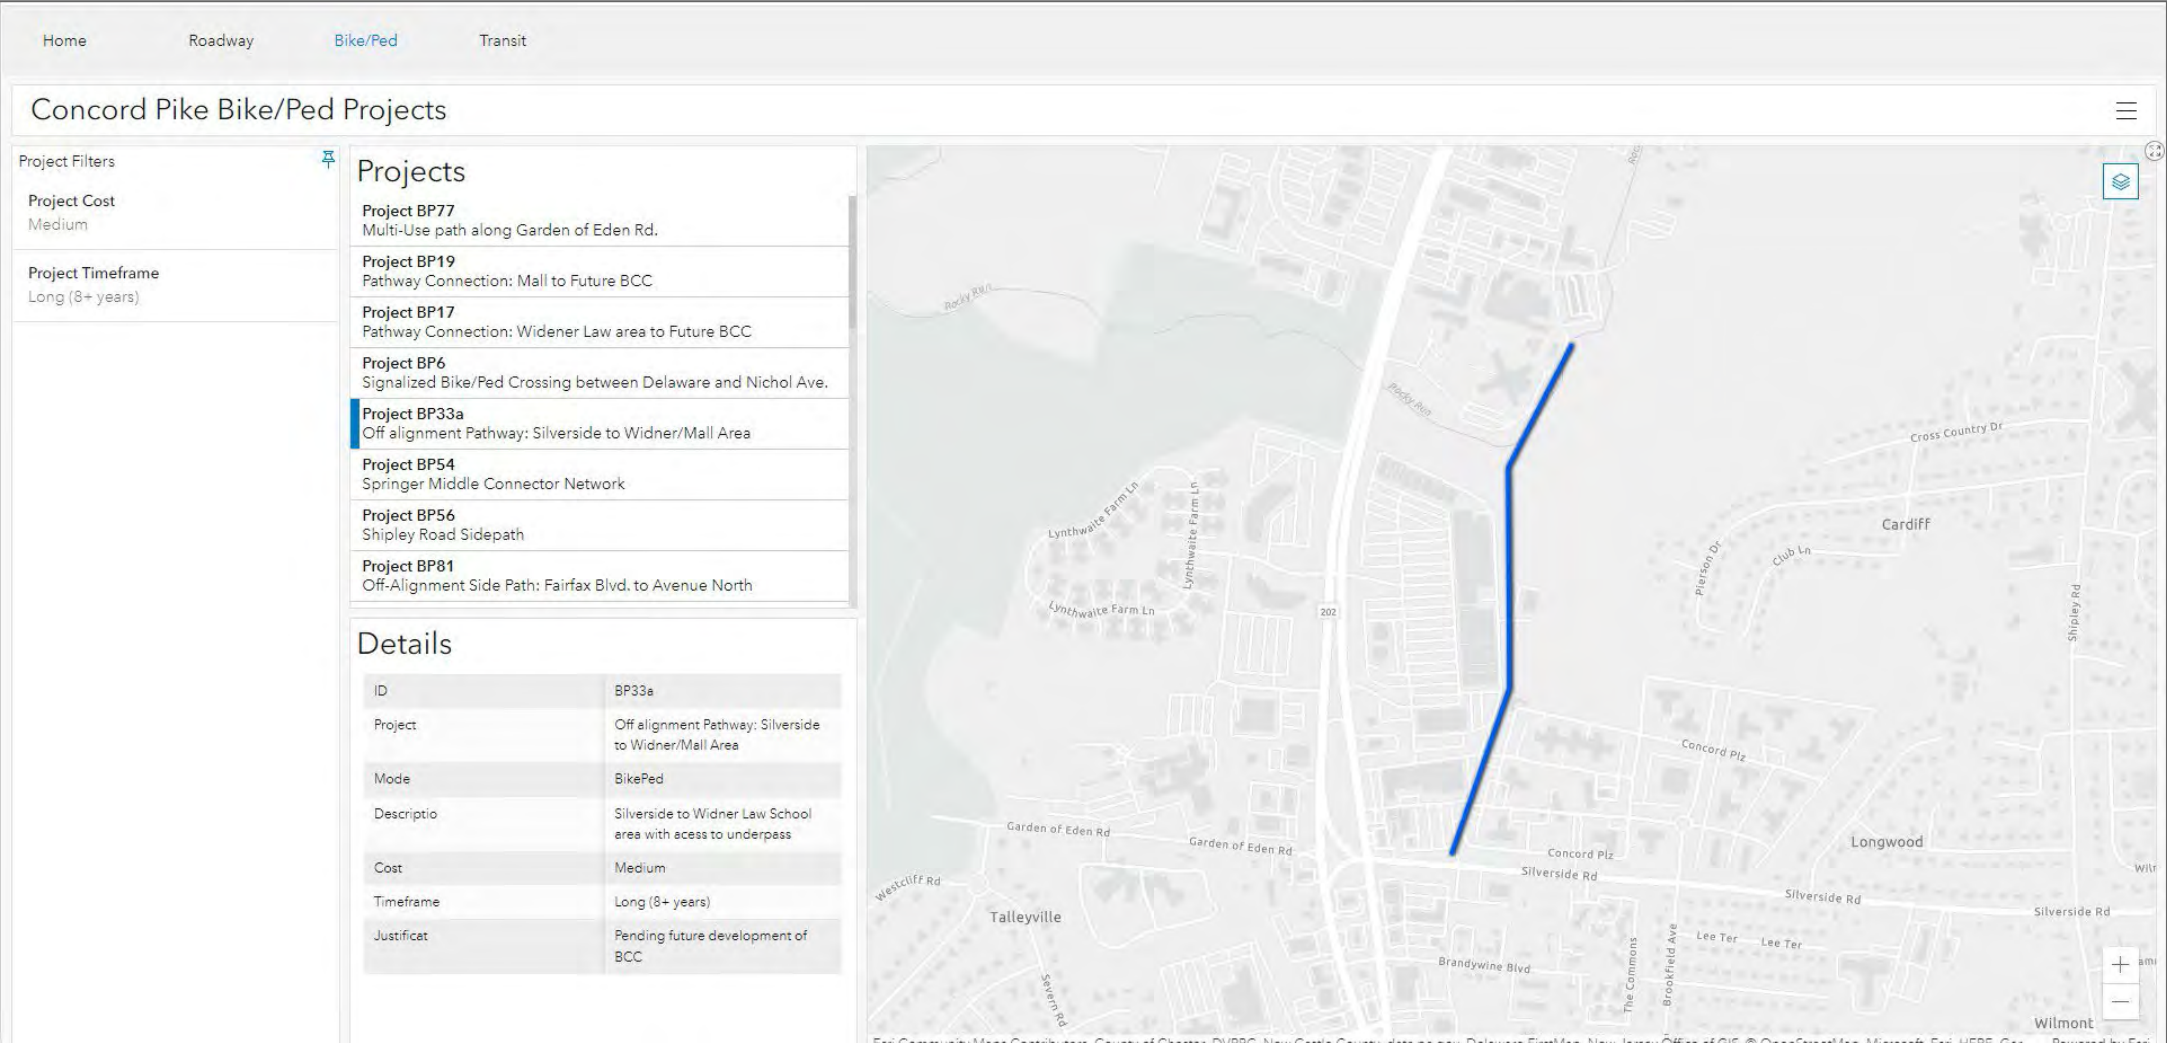 Home Roadway Bike/Ped Transit
Concord Pike Bike/Ped Projects
Project Filters
Project Cost
Medium
Project Timeframe
Long (8+ years)
Projects
Project BP77
Multi-Use path along Garden of Eden Rd.
Project BP19
Pathway Connection: Mall to Future BCC
Project BP17
Pathway Connection: Widener Law area to Future BCC
Project BP6
Signalized Bike/Ped Crossing between Delaware and Nichol Ave.
Project BP33a
Off alignment Pathway: Silverside to Widner/Mall Area
Project BP54
Springer Middle Connector Network
Project BP56
Shipley Road Sidepath
Project BP81
Off-Alignment Side Path: Fairfax Blvd. to Avenue North
Details
ID BP33a
Project Off alignment Pathway: Silverside
to Widner/Mall Area
Mode BikePed
Descriptio Silverside to Widner Law School
area with acess to underpass
Cost Medium
Timeframe Long (8+ years)
Justificat Pending future development of
BCC
Rocky Run
Rocky Run
Cross Country Dr
Cardiff
Club Ln
Pierson Dr
Shipley Rd
Lynthwaite Farm Ln
Lynthwaite Farm Ln
Lynthwaite Farm Ln
202
Concord Plz
Garden of Eden Rd
Garden of Eden Rd
Concord Plz
Longwood
Silverside Rd
Silverside Rd
Silverside Rd
Westcliff Rd
Talleyville
Lee Ter
Lee Ter
Brandywine Blvd
The Commons
Brookfield Ave
Severn Rd
Wilmont